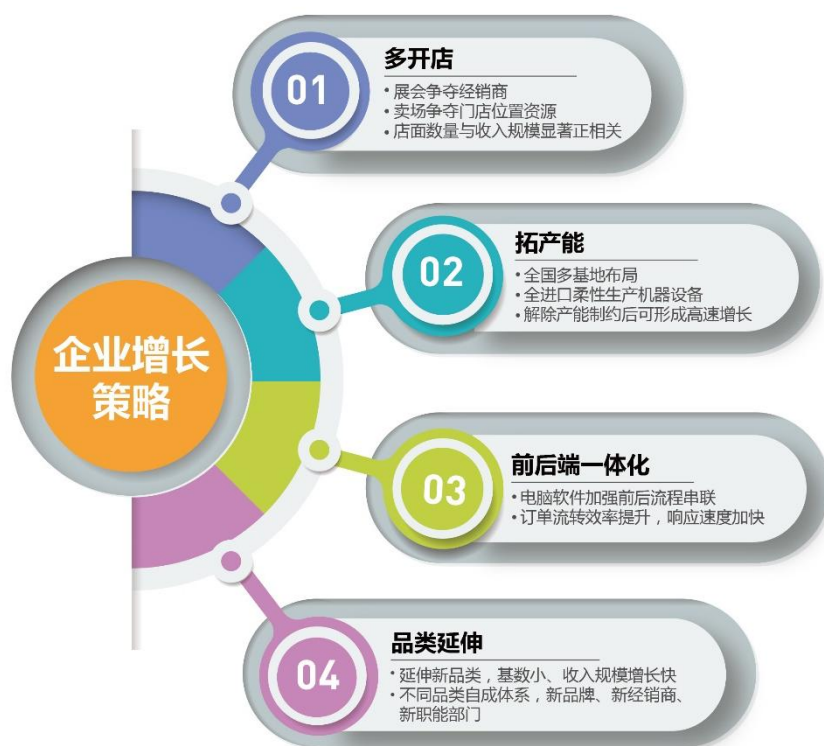 企业增长
策略
01
多开店
• 展会争夺经销商
• 卖场争夺门店位置资源
• 店面数量与收入规模显著正相关
02
拓产能
• 全国多基地布局
• 全进口柔性生产机器设备
• 解除产能制约后可形成高速增长
03
前后端一体化
• 电脑软件加强前后流程串联
• 订单流转效率提升，响应速度加快
04
品类延伸
• 延伸新品类，基数小、收入规模增长快
• 不同品类自成体系，新品牌、新经销商、
新职能部门